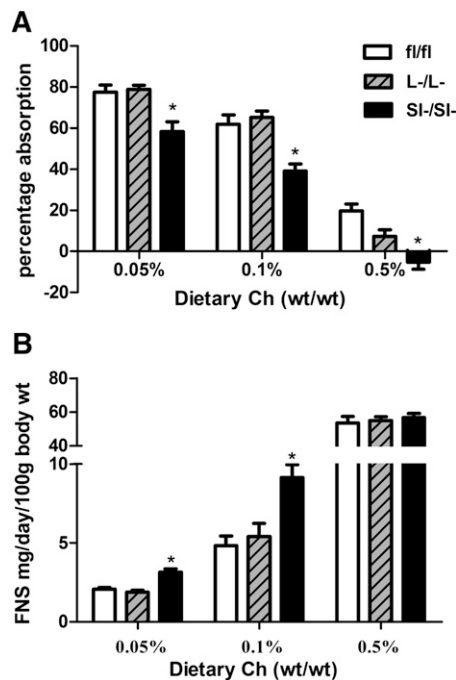 A
percentage absorption
100
80
60
40
20
0
-20
fl/fl
L-/L-
SI-/SI-
*
*
*
0.05%
0.1%
0.5%
Dietary Ch (wt/wt)
B
FNS mg/day/100g body wt
80
60
40
10
5
0
*
*
0.05%
0.1%
0.5%
Dietary Ch (wt/wt)